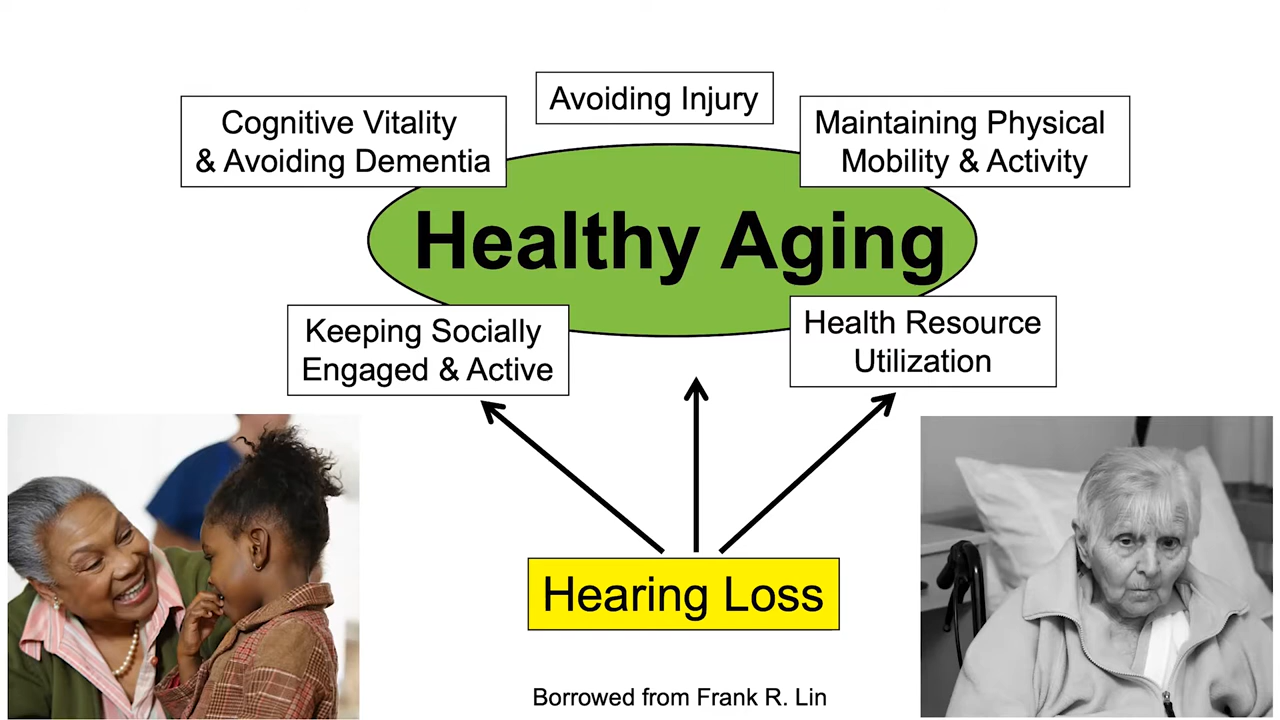 Avoiding Injury
Cognitive Vitality
& Avoiding Dementia
Maintaining Physical
Mobility & Activity
Healthy Aging
Keeping Socially
Engaged & Active
Health Resource
Utilization
Hearing Loss
Borrowed from Frank R. Lin